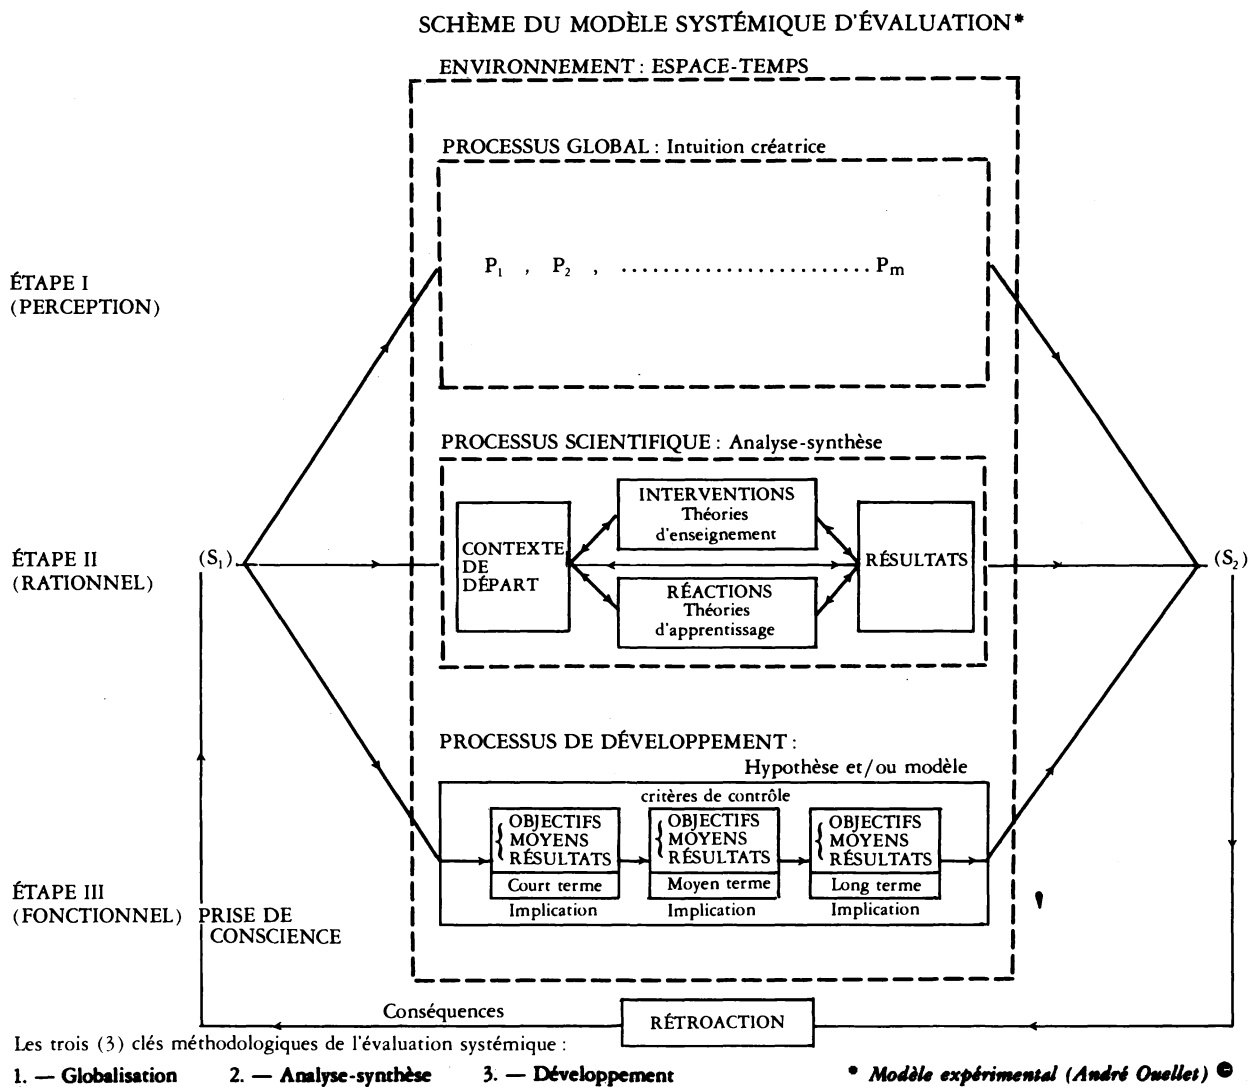 SCHÈME DU MODÈLE SYSTÉMIQUE D'ÉVALUATION*
ENVIRONNEMENT : ESPACE-TEMPS
PROCESSUS GLOBAL : Intuition créatrice
P₁ , P₂ , ......................... Pm
ÉTAPE I
(PERCEPTION)
PROCESSUS SCIENTIFIQUE : Analyse-synthèse
INTERVENTIONS
Théories
d'enseignement
CONTEXTE
DE
DÉPART
RÉSULTATS
RÉACTIONS
Théories
d'apprentissage
ÉTAPE II
(RATIONNEL)
(S₁)
(S₂)
PROCESSUS DE DÉVELOPPEMENT :
Hypothèse et/ou modèle
critères de contrôle
OBJECTIFS
MOYENS
RÉSULTATS
Court terme
Implication
OBJECTIFS
MOYENS
RÉSULTATS
Moyen terme
Implication
OBJECTIFS
MOYENS
RÉSULTATS
Long terme
Implication
ÉTAPE III
(FONCTIONNEL)
PRISE DE
CONSCIENCE
Conséquences
RÉTROACTION
Les trois (3) clés méthodologiques de l'évaluation systémique :
1. — Globalisation 2. — Analyse-synthèse 3. — Développement
* Modèle expérimental (André Ouellet) ©